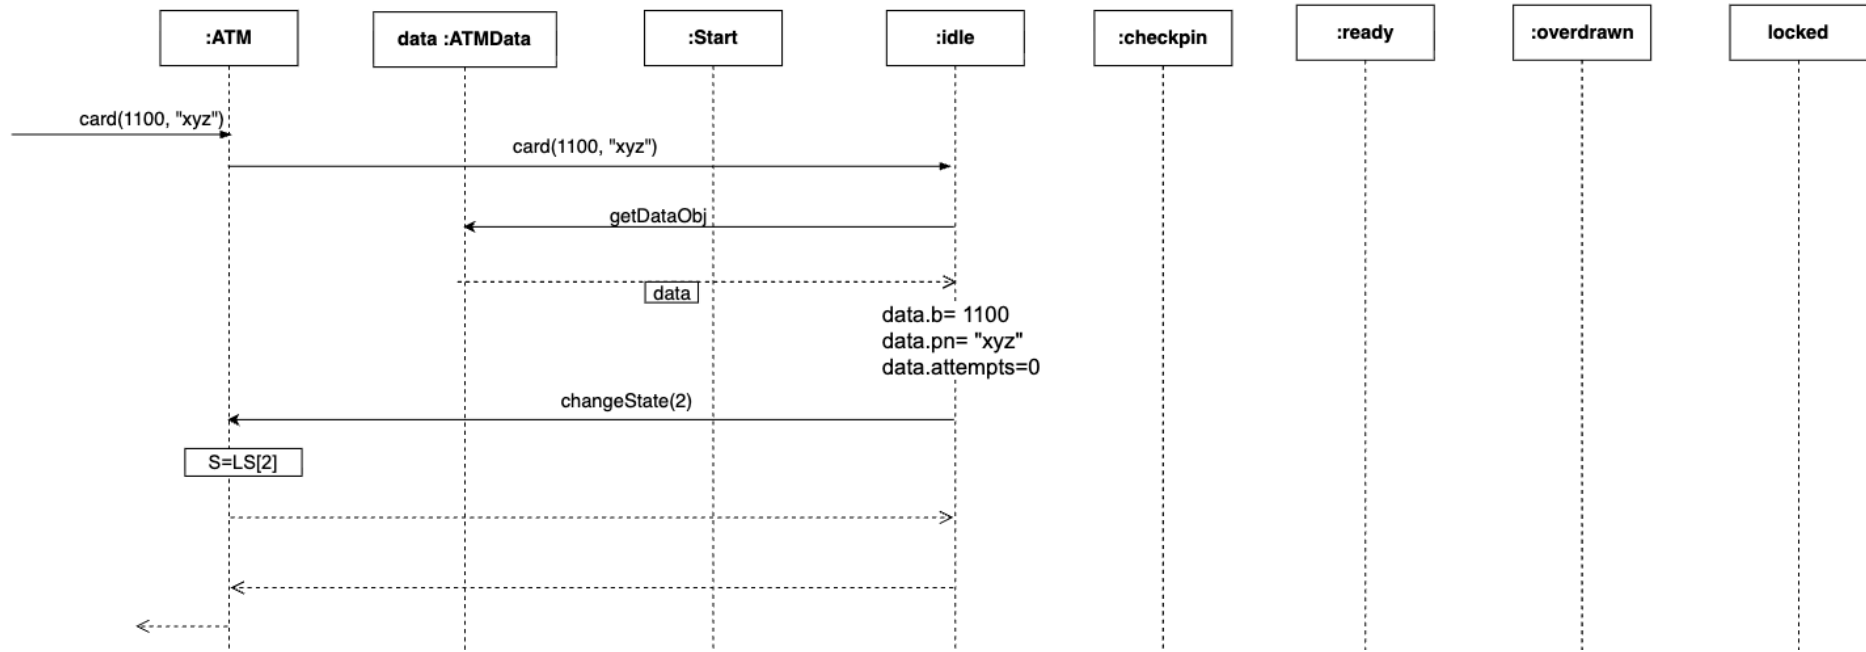 :ATM
data :ATMData
:Start
:idle
:checkpin
:ready
:overdrawn
locked
card(1100, "xyz")
card(1100, "xyz")
getDataObj
data
data.b= 1100
data.pn= "xyz"
data.attempts=0
changeState(2)
S=LS[2]